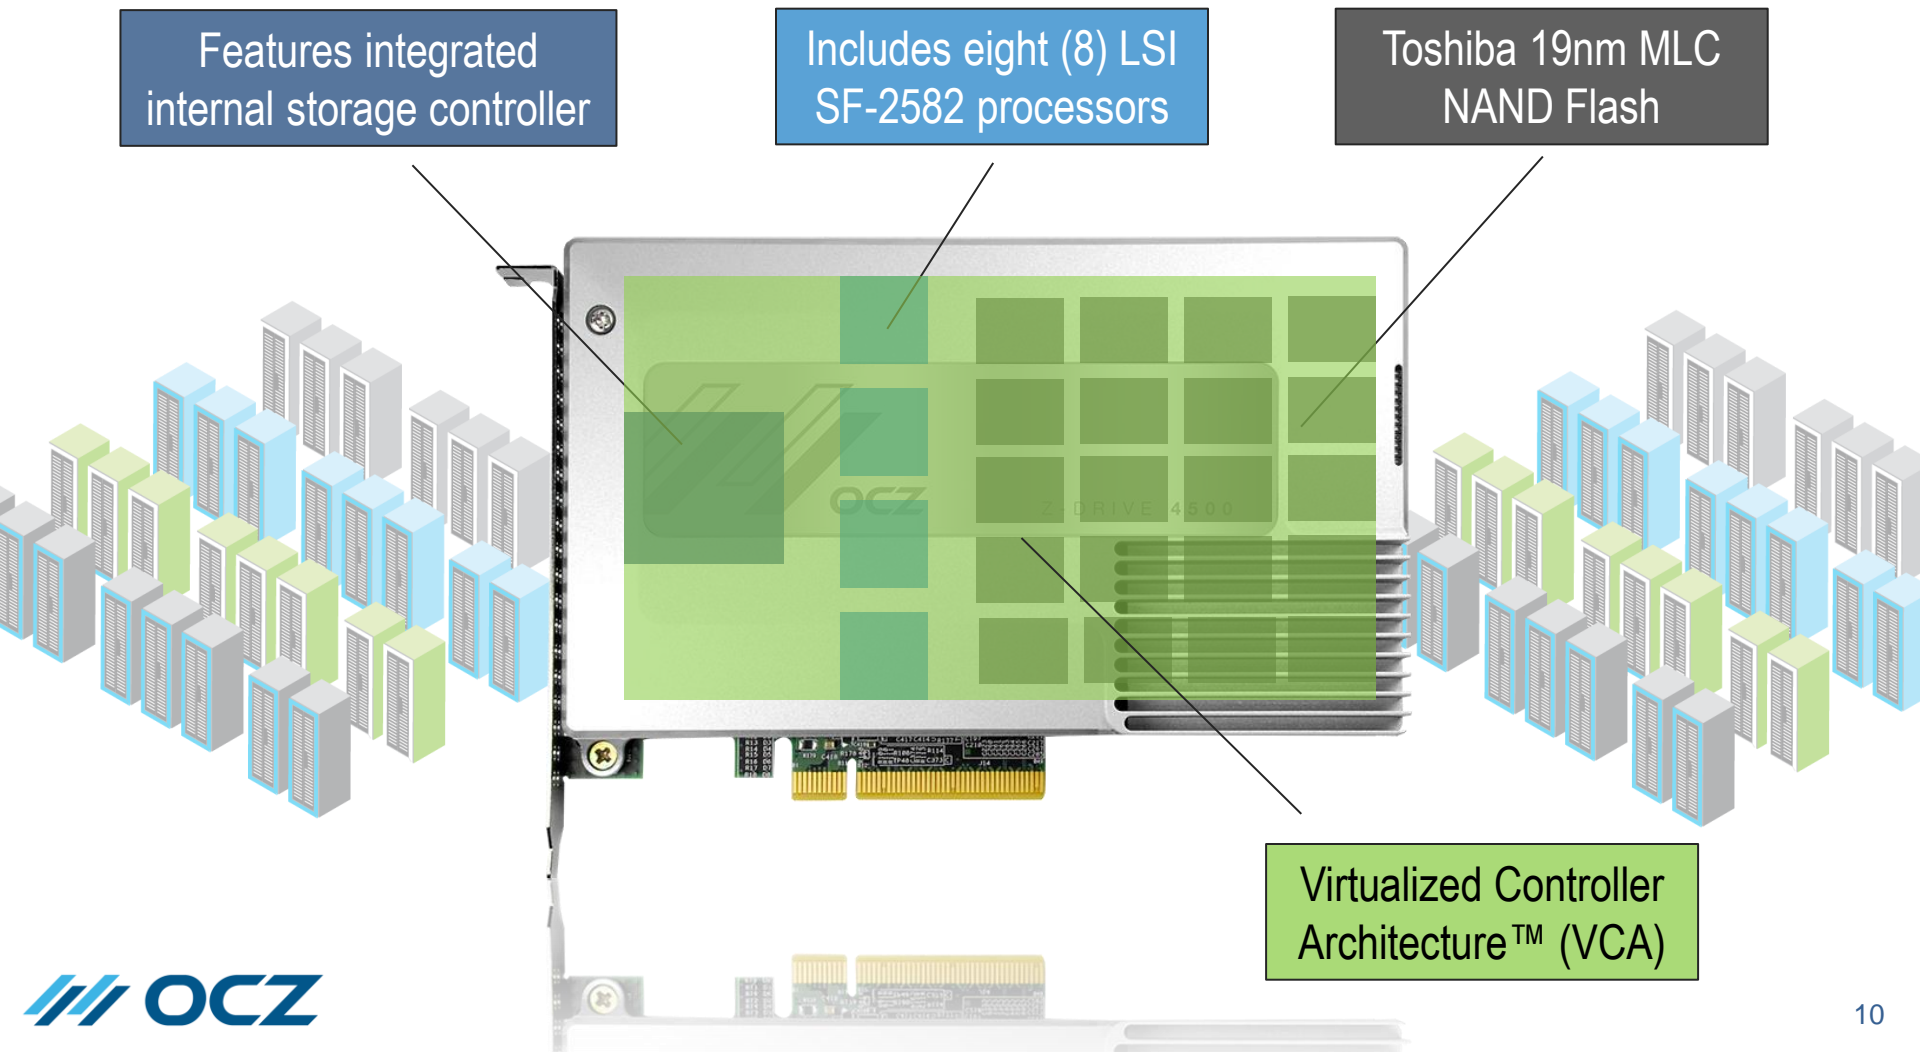 Features integrated
internal storage controller
Includes eight (8) LSI
SF-2582 processors
Toshiba 19nm MLC
NAND Flash
OCZ
Z-DRIVE 4500
Virtualized Controller
Architecture™ (VCA)
OCZ
10